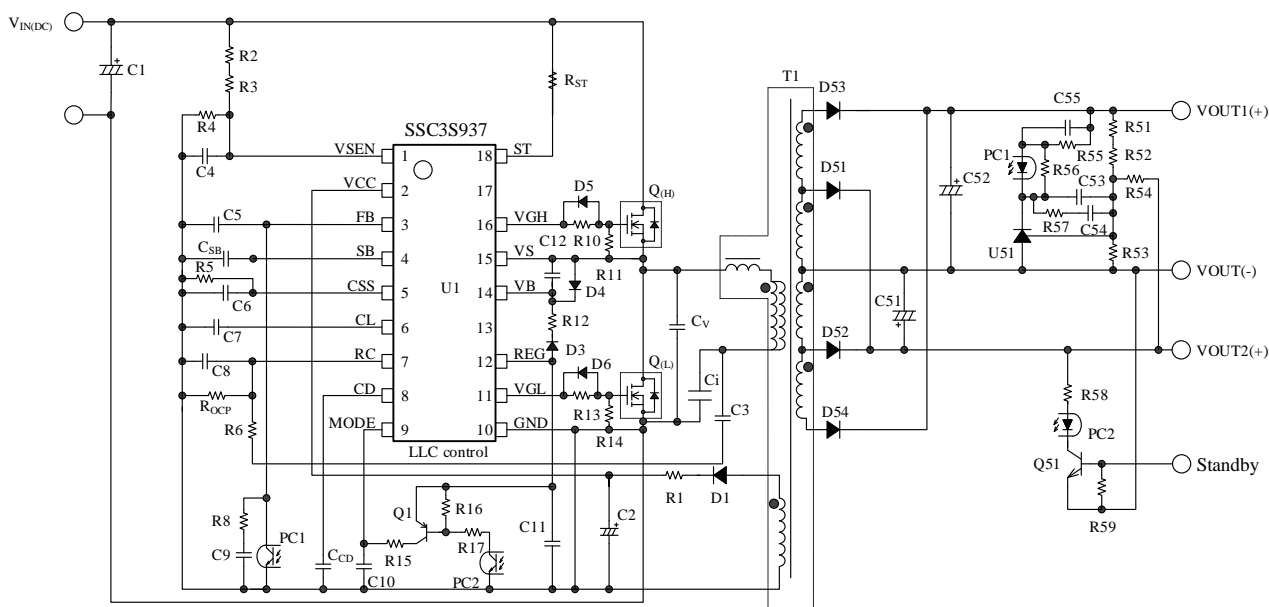 VIN(DC)
C1
R2
R3
R4
C4
RST
SSC3S937
VSEN
1
18
ST
VCC
2
17
FB
3
16
VGH
SB
4
15
VS
CSS
5
14
VB
CL
6
13
RC
7
12
REG
CD
8
11
VGL
MODE
9
10
GND
U1
LLC control
C5
CSB
R5
C6
C7
C8
ROCP
R6
D5
R10
C12
R11
D4
R12
D3
D6
R13
R14
Q(H)
Q(L)
CV
Ci
C3
R1
D1
T1
D53
D51
D52
D54
C52
C51
C55
PC1
R55
R56
C53
R57
C54
U51
R51
R52
R54
R53
VOUT1(+)
VOUT(-)
VOUT2(+)
R58
PC2
Q51
R59
Standby
R8
C9
PC1
CCD
C10
R15
Q1
R16
R17
PC2
C11
C2